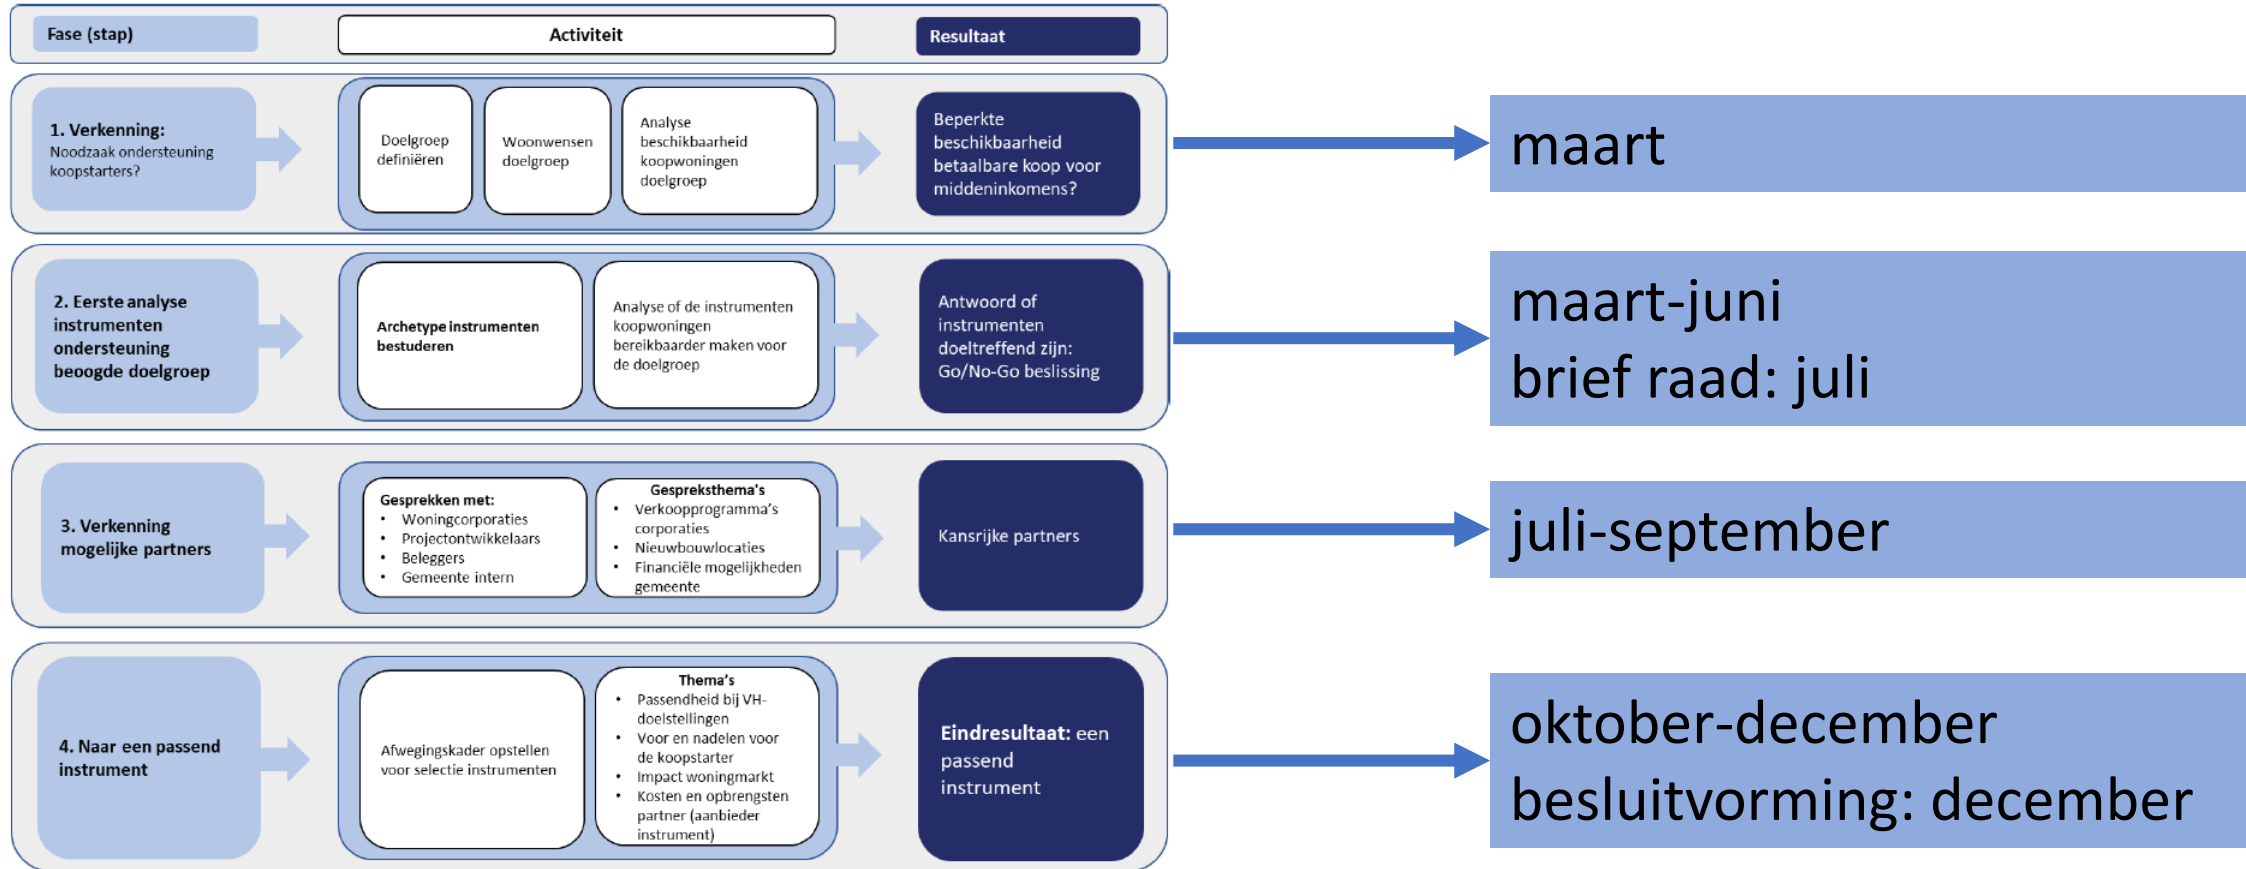 Fase (stap)
Activiteit
Resultaat
1. Verkenning:
Noodzaak ondersteuning
koopstarters?
Doelgroep
definiëren
Woonwensen
doelgroep
Analyse
beschikbaarheid
koopwoningen
doelgroep
Beperkte
beschikbaarheid
betaalbare koop voor
middeninkomens?
maart
2. Eerste analyse
instrumenten
ondersteuning
beoogde doelgroep
Archetype instrumenten
bestuderen
Analyse of de instrumenten
koopwoningen
bereikbaarder maken voor
de doelgroep
Antwoord of
instrumenten
doeltreffend zijn:
Go/No-Go beslissing
maart-juni
brief raad: juli
3. Verkenning
mogelijke partners
Gesprekken met:
• Woningcorporaties
• Projectontwikkelaars
• Beleggers
• Gemeente intern
Gespreksthema's
• Verkoopprogramma's
corporaties
• Nieuwbouwlocaties
• Financiële mogelijkheden
gemeente
Kansrijke partners
juli-september
4. Naar een passend
instrument
Afwegingskader opstellen
voor selectie instrumenten
Thema's
• Passendheid bij VH-
doelstellingen
• Voor en nadelen voor
de koopstarter
• Impact woningmarkt
• Kosten en opbrengsten
partner (aanbieder
instrument)
Eindresultaat: een
passend
instrument
oktober-december
besluitvorming: december